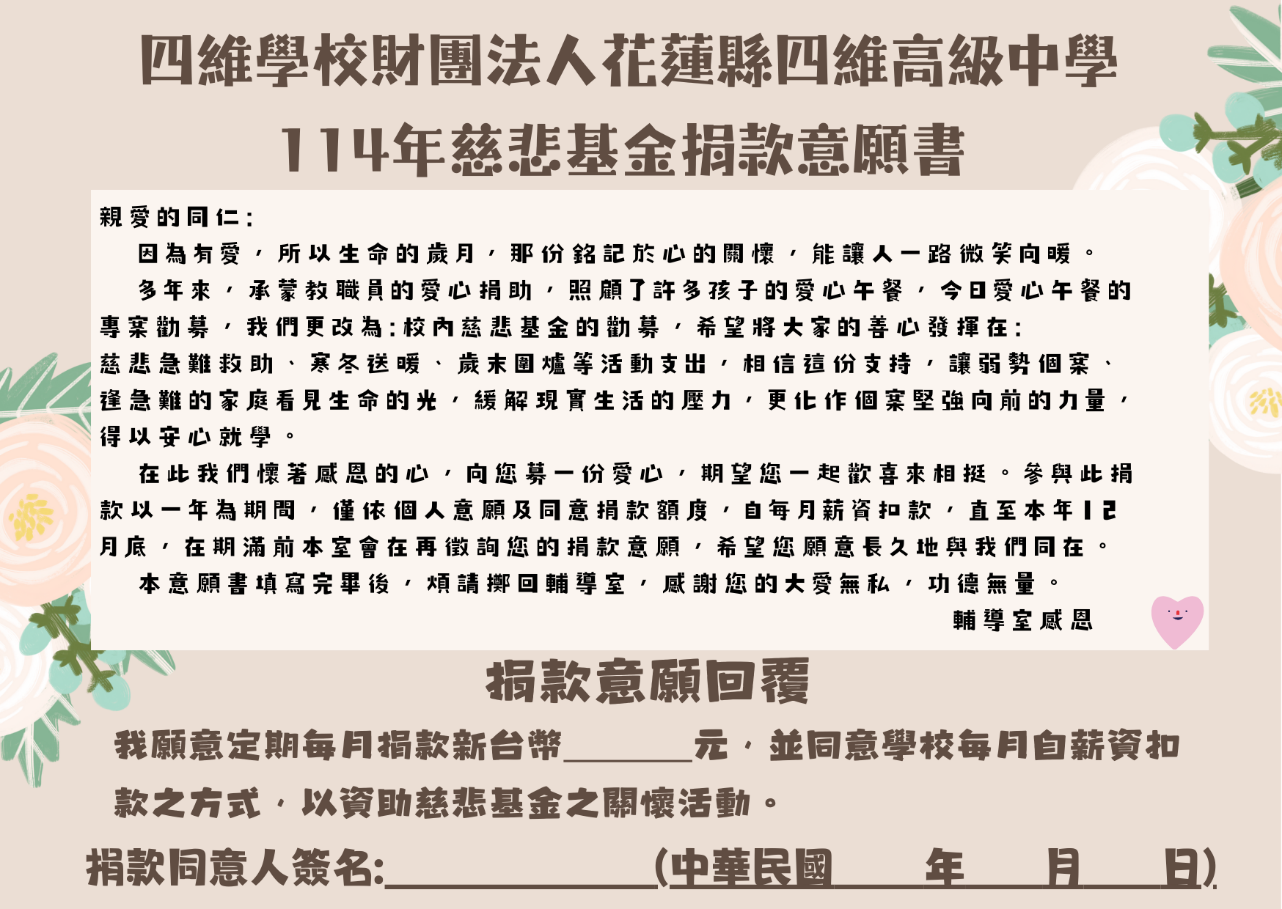 四維學校財團法人花蓮縣四維高級中學
114年慈悲基金捐款意願書
親愛的同仁:
因為有愛，所以生命的歲月，那份銘記於心的關懷，能讓人一路微笑向暖。
多年來，承蒙教職員的愛心捐助，照顧了許多孩子的愛心午餐，今日愛心午餐的
專案勸募，我們更改為:校內慈悲基金的勸募，希望將大家的善心發揮在:
慈悲急難救助、寒冬送暖、歲末圍爐等活動支出，相信這份支持，讓弱勢個案、
逢急難的家庭看見生命的光，緩解現實生活的壓力，更化作個案堅強向前的力量，
得以安心就學。
在此我們懷著感恩的心，向您募一份愛心，期望您一起歡喜來相挺。參與此捐
款以一年為期間，僅依個人意願及同意捐款額度，自每月薪資扣款，直至本年12
月底，在期滿前本室會在再徵詢您的捐款意願，希望您願意長久地與我們同在。
本意願書填寫完畢後，煩請擲回輔導室，感謝您的大愛無私，功德無量。
輔導室感恩
捐款意願回覆
我願意定期每月捐款新台幣_______元，並同意學校每月自薪資扣
款之方式，以資助慈悲基金之關懷活動。
捐款同意人簽名:_____________(中華民國    年    月    日).